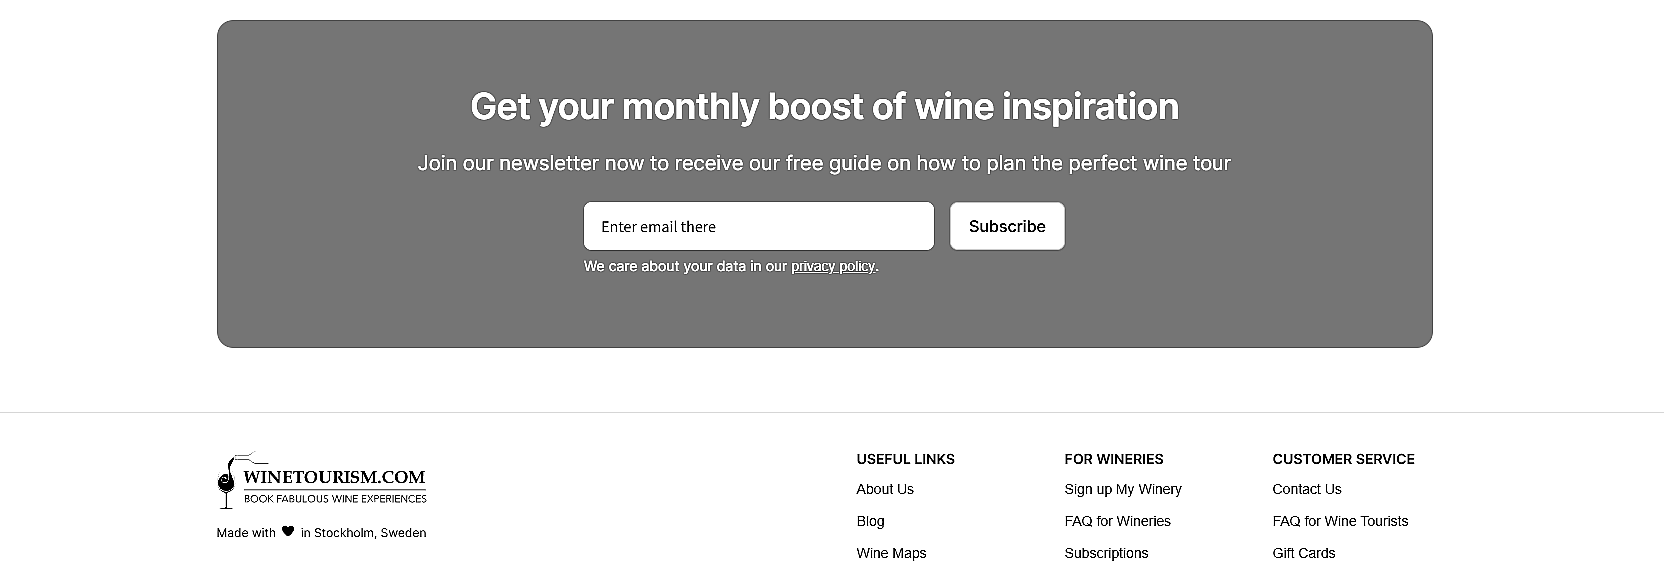 Get your monthly boost of wine inspiration
Join our newsletter now to receive our free guide on how to plan the perfect wine tour
Enter email there
Subscribe
We care about your data in our privacy policy.
WINETOURISM.COM
BOOK FABULOUS WINE EXPERIENCES
Made with ♥ in Stockholm, Sweden
USEFUL LINKS
About Us
Blog
Wine Maps
FOR WINERIES
Sign up My Winery
FAQ for Wineries
Subscriptions
CUSTOMER SERVICE
Contact Us
FAQ for Wine Tourists
Gift Cards